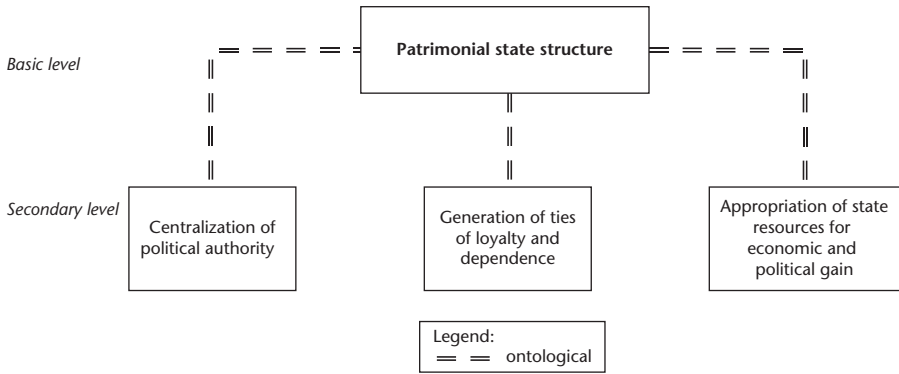 Patrimonial state structure
Basic level
Secondary level
Centralization of
political authority
Generation of ties
of loyalty and
dependence
Appropriation of state
resources for
economic and
political gain
Legend:
ontological